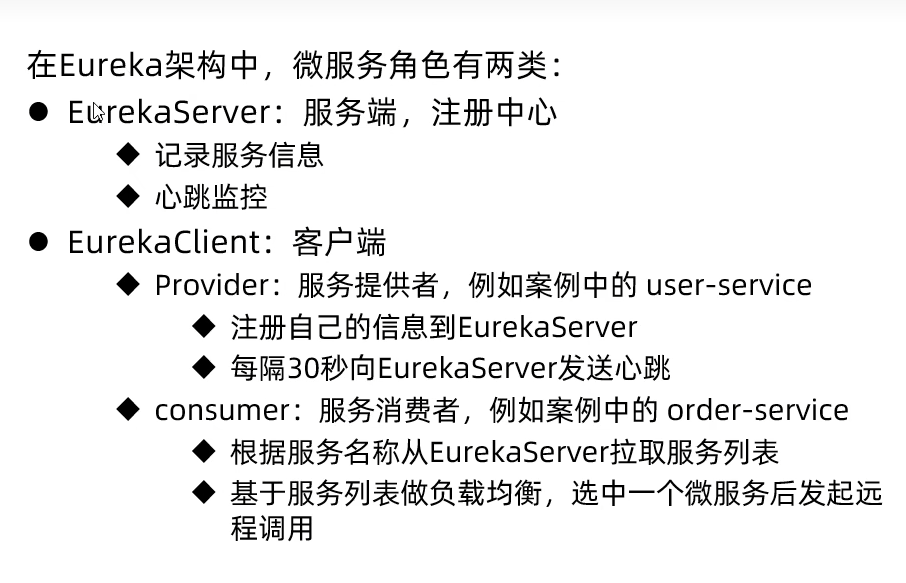 在Eureka架构中，微服务角色有两类：
● EurekaServer：服务端，注册中心
◆ 记录服务信息
◆ 心跳监控
● EurekaClient：客户端
◆ Provider：服务提供者，例如案例中的 user-service
◆ 注册自己的信息到EurekaServer
◆ 每隔30秒向EurekaServer发送心跳
◆ consumer：服务消费者，例如案例中的 order-service
◆ 根据服务名称从EurekaServer拉取服务列表
◆ 基于服务列表做负载均衡，选中一个微服务后发起远
程调用